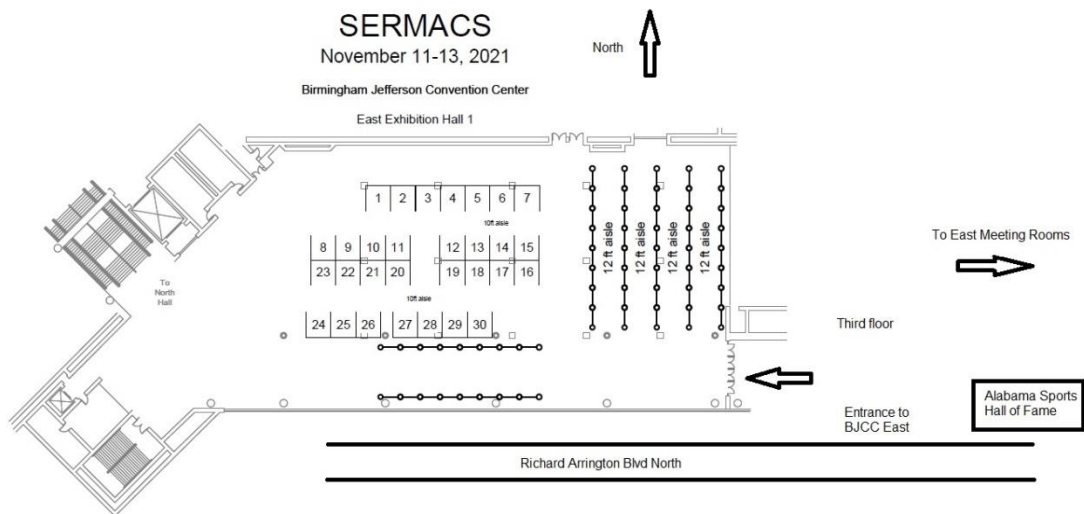 SERMACS
November 11-13, 2021
North
Birmingham Jefferson Convention Center
East Exhibition Hall 1
1 2 3 4 5 6 7
10ft aisle
8 9 10 11 12 13 14 15
23 22 21 20 19 18 17 16
12 ft aisle
12 ft aisle
12 ft aisle
12 ft aisle
To East Meeting Rooms
To
North
Hall
10ft aisle
24 25 26 27 28 29 30
Third floor
Alabama Sports
Hall of Fame
Entrance to
BJCC East
Richard Arrington Blvd North